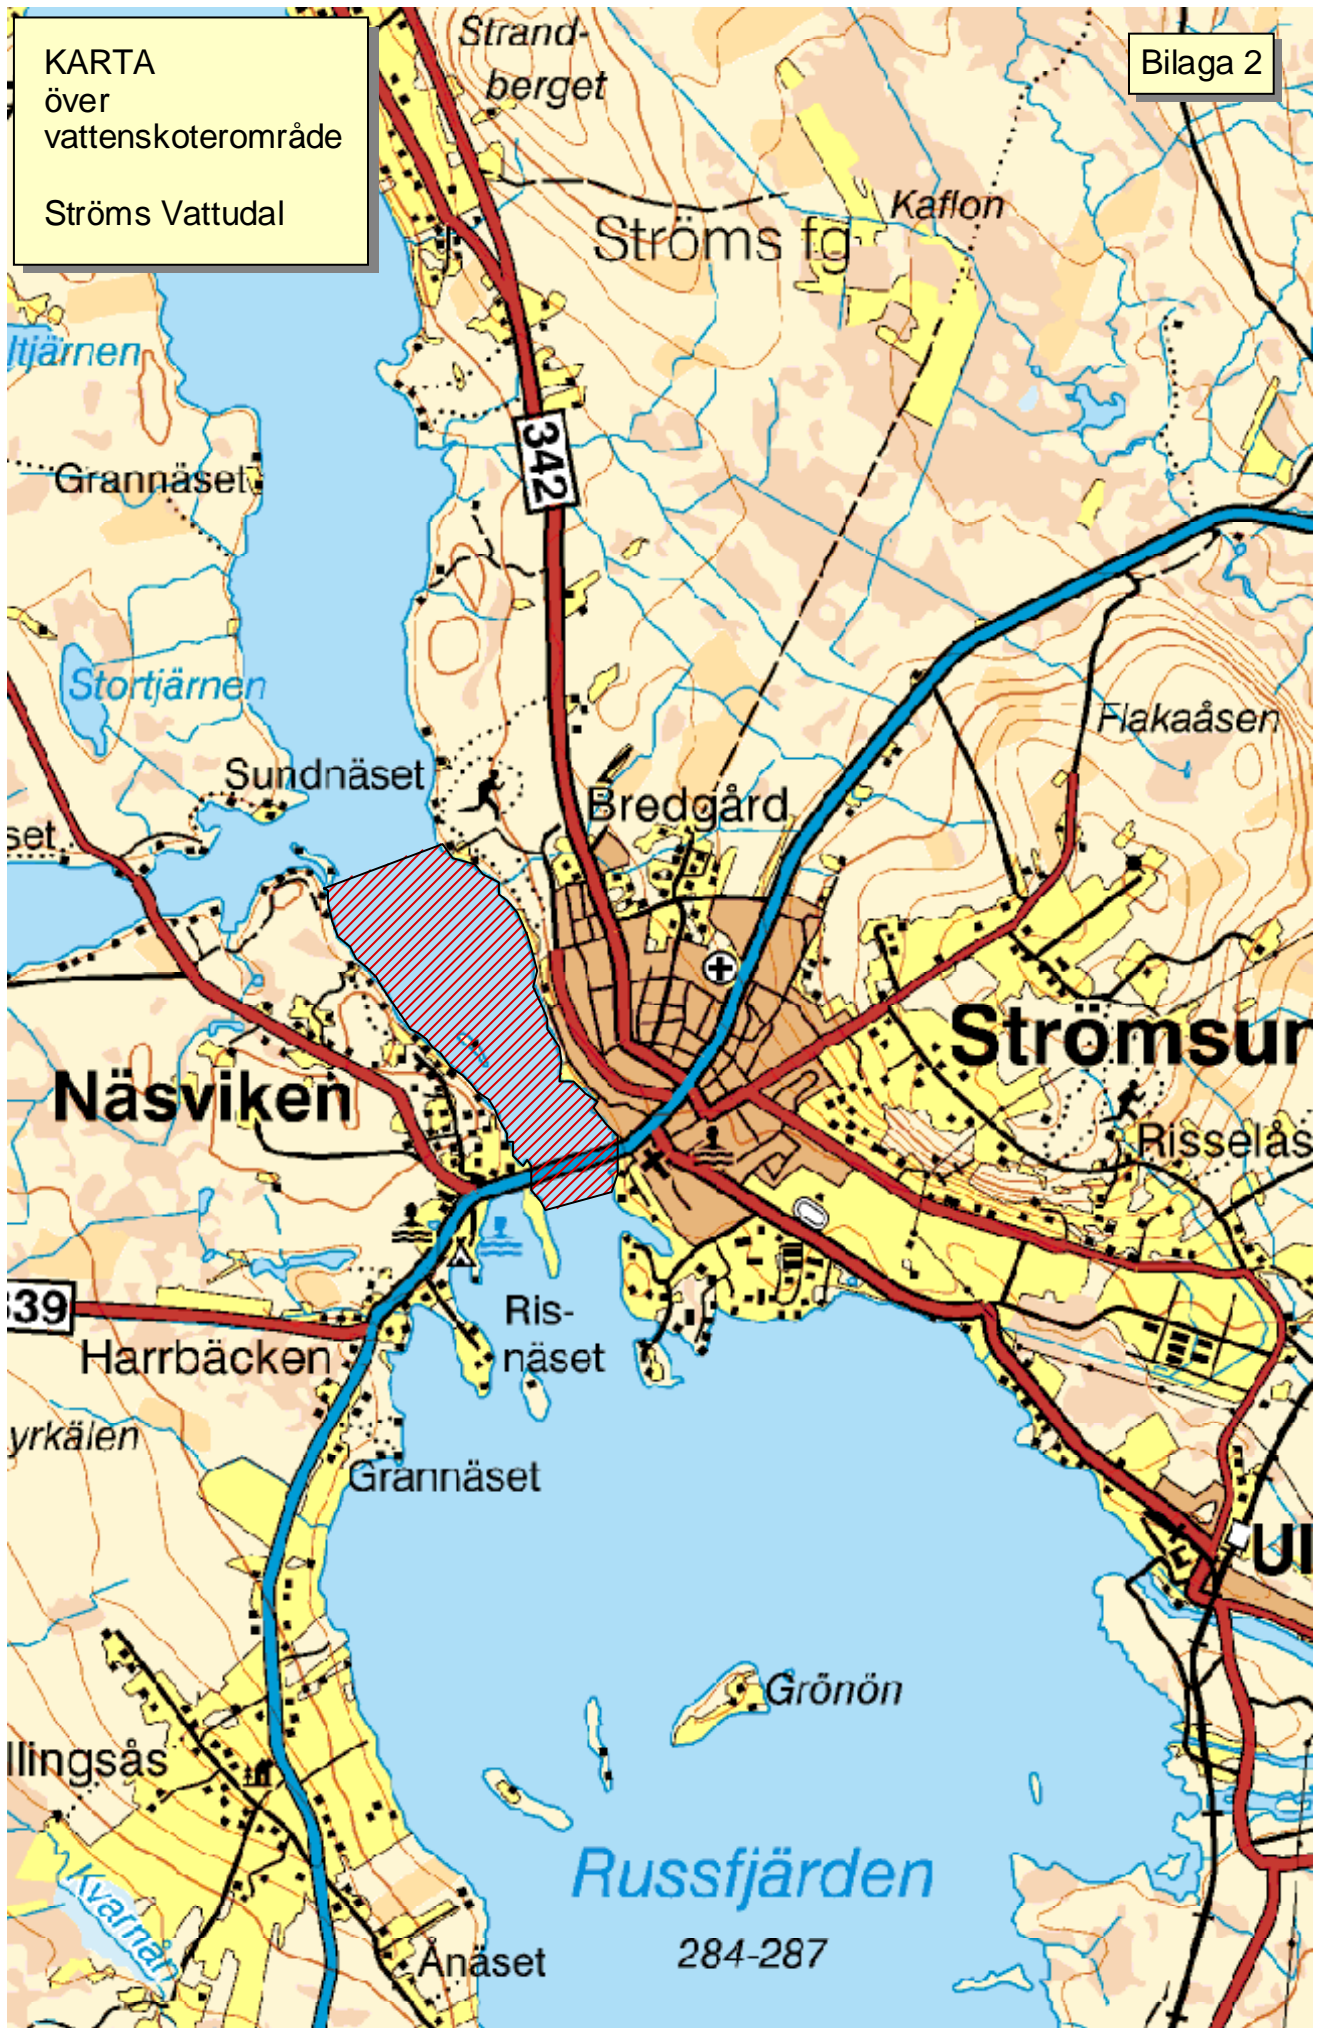 KARTA
över
vattenskoterområde
Ströms Vattudal
Bilaga 2
Strand-
berget
Kaflon
Ströms fg
ltjärnen
342
Grannäset
Stortjärnen
Flakaåsen
Sundnäset
Bredgård
set
Strömsun
Näsviken
Risselås
39
Ris-
näset
Harrbäcken
yrkälen
Grannäset
Ul
Grönön
llingsås
Russfjärden
284-287
Kvarnån
Ånäset